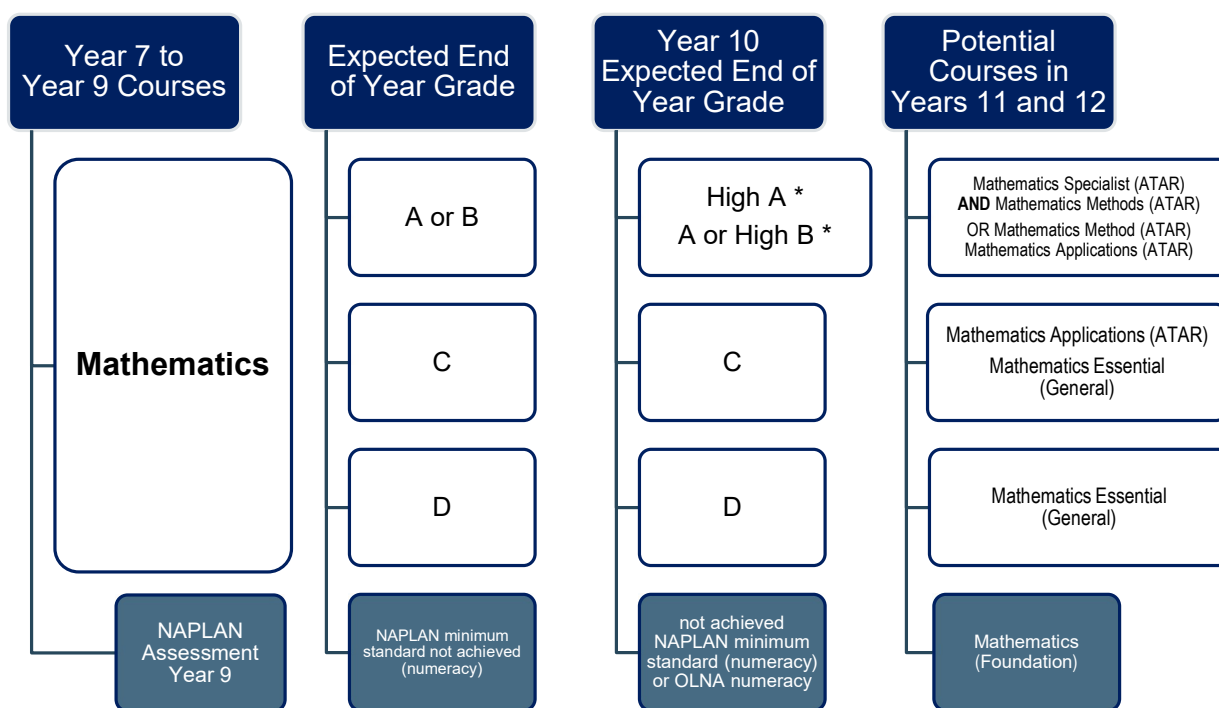 Year 7 to
Year 9 Courses
Mathematics
NAPLAN
Assessment
Year 9
Expected End
of Year Grade
A or B
C
D
NAPLAN minimum
standard not achieved
(numeracy)
Year 10
Expected End of
Year Grade
High A *
A or High B *
C
D
not achieved
NAPLAN minimum
standard (numeracy)
or OLNA numeracy
Potential
Courses in
Years 11 and 12
Mathematics Specialist (ATAR)
AND Mathematics Methods (ATAR)
OR Mathematics Method (ATAR)
Mathematics Applications (ATAR)
Mathematics Applications (ATAR)
Mathematics Essential
(General)
Mathematics Essential
(General)
Mathematics
(Foundation)